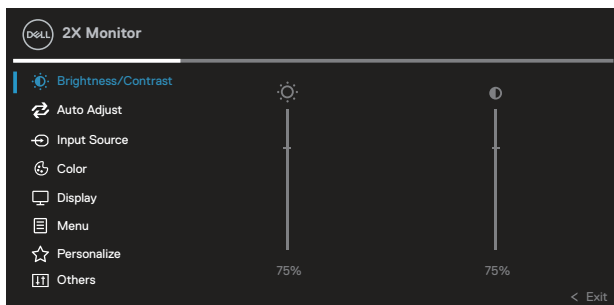 DELL 2X Monitor
Brightness/Contrast
Auto Adjust
Input Source
Color
Display
Menu
Personalize
Others
75% 75%
< Exit